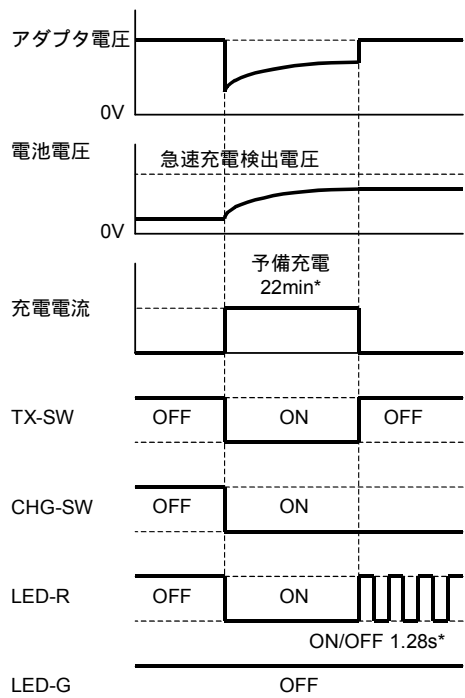 アダプタ電圧
0V
電池電圧
急速充電検出電圧
0V
予備充電
22min*
充電電流
TX-SW OFF ON OFF
CHG-SW OFF ON
LED-R OFF ON
ON/OFF 1.28s*
LED-G OFF